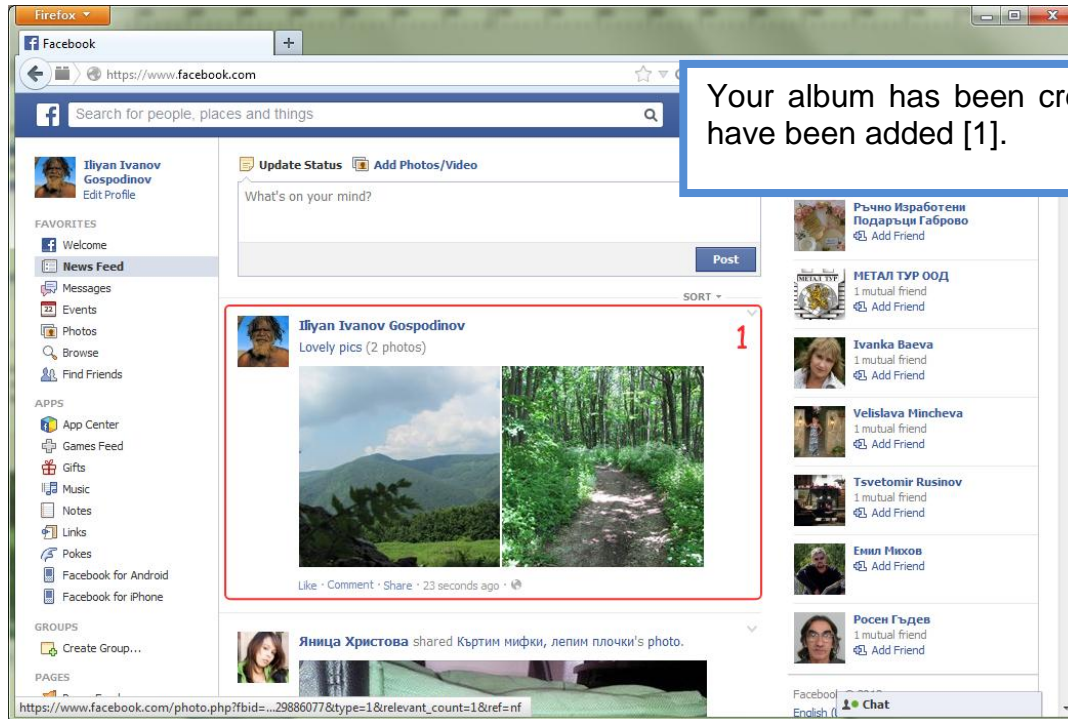 Firefox
Facebook
https://www.facebook.com
Your album has been
have been added [1].
Search for people, places and things
Iliyan Ivanov
Gospodinov
Edit Profile
FAVORITES
Welcome
News Feed
Messages
22 Events
Photos
Browse
Find Friends
APPS
App Center
Games Feed
Gifts
Music
Notes
Links
Pokes
Facebook for Android
Facebook for iPhone
GROUPS
Create Group...
PAGES
https://www.facebook.com/photo.php?fbid=...29886077&type=1&relevant_count=1&ref=nf
Update Status Add Photos/Video
What's on your mind?
Post
SORT
Iliyan Ivanov Gospodinov
1
Lovely pics (2 photos)
Like · Comment · Share · 23 seconds ago ·
Яница Христова shared Къртим мифки, лепим плочки's photo.
Ръчно Изработени
Подаръци Габрово
Add Friend
МЕТАЛ ТУР
МЕТАЛ ТУР ООД
1 mutual friend
Add Friend
Ivanka Baeva
1 mutual friend
Add Friend
Velislava Mincheva
1 mutual friend
Add Friend
Tsvetomir Rusinov
1 mutual friend
Add Friend
Емил Михов
Add Friend
Росен Гъдев
1 mutual friend
Add Friend
Facebook
English
Chat